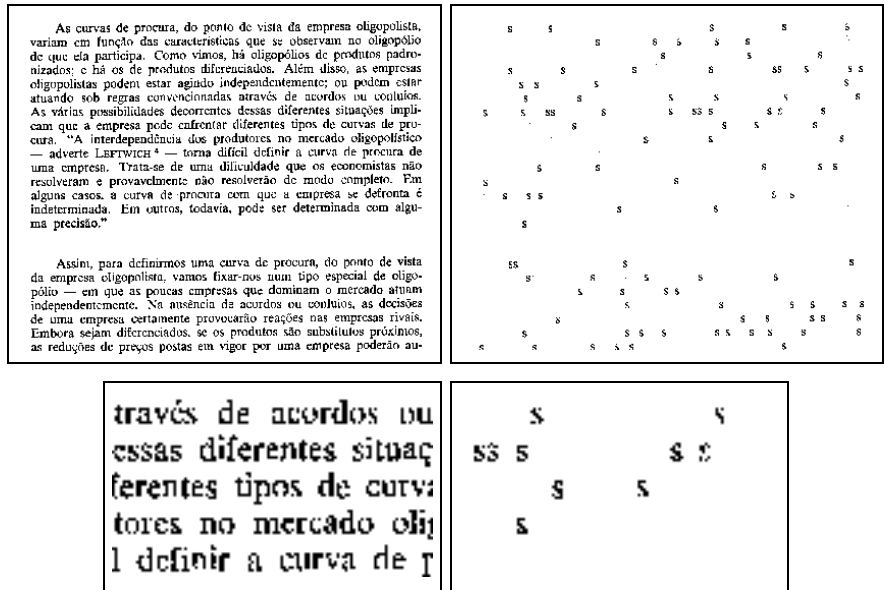 As curvas de procura, do ponto de vista da empresa oligopolista,
variam em função das características que se observam no oligopólio
de que ela participa. Como vimos, há oligopólios de produtos padro-
nizados; e há os de produtos diferenciados. Além disso, as empresas
oligopolistas podem estar agindo independentemente; ou podem estar
atuando sob regras convencionadas através de acordos ou conluios.
As várias possibilidades decorrentes dessas diferentes situações impli-
cam que a empresa pode enfrentar diferentes tipos de curvas de pro-
cura. “A interdependência dos produtores no mercado oligopolístico
— adverte LEFTWICH ⁴ — torna difícil definir a curva de procura de
uma empresa. Trata-se de uma dificuldade que os economistas não
resolveram e provavelmente não resolverão de modo completo. Em
alguns casos, a curva de procura com que a empresa se defronta é
indeterminada. Em outros, todavia, pode ser determinada com algu-
ma precisão.”
Assim, para definirmos uma curva de procura, do ponto de vista
da empresa oligopolista, vamos fixar-nos num tipo especial de oligo-
pólio — em que as poucas empresas que dominam o mercado atuam
independentemente. Na ausência de acordos ou conluios, as decisões
de uma empresa certamente provocarão reações nas empresas rivais.
Embora sejam diferenciados, se os produtos são substitutos próximos,
as reduções de preços postas em vigor por uma empresa poderão au-
través de acordos ou
essas diferentes situaç
ferentes tipos de curva
tores no mercado olig
l definir a curva de p
s s
ss s s s
s s
s